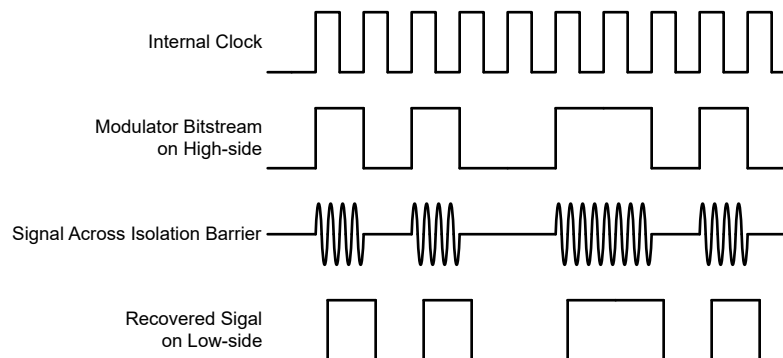 Internal Clock
Modulator Bitstream
on High-side
Signal Across Isolation Barrier
Recovered Sigal
on Low-side